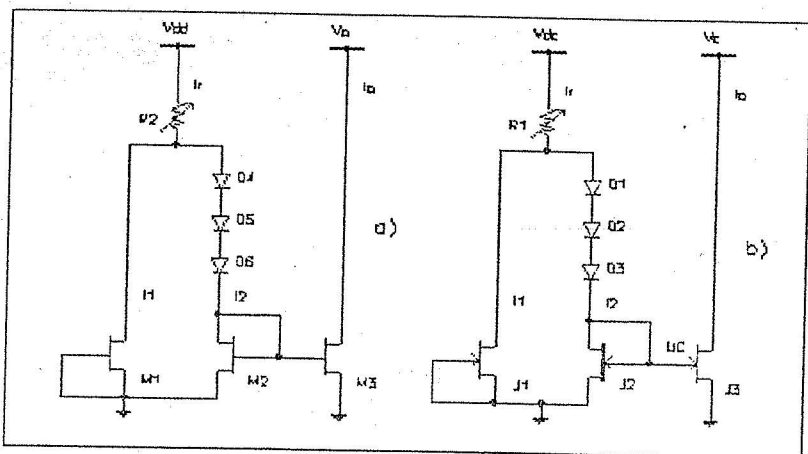 Vdd
Vo
Ir
Io
R2
D4
D5
D6
a)
I1
I2
M1
M2
M3
Vdc
Ir
Io
R1
D1
D2
D3
b)
I1
I2
J1
J2
J3